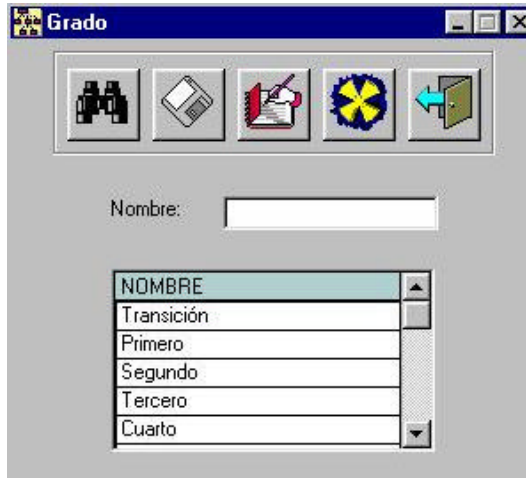 Grado
Nombre:
NOMBRE
Transición
Primero
Segundo
Tercero
Cuarto